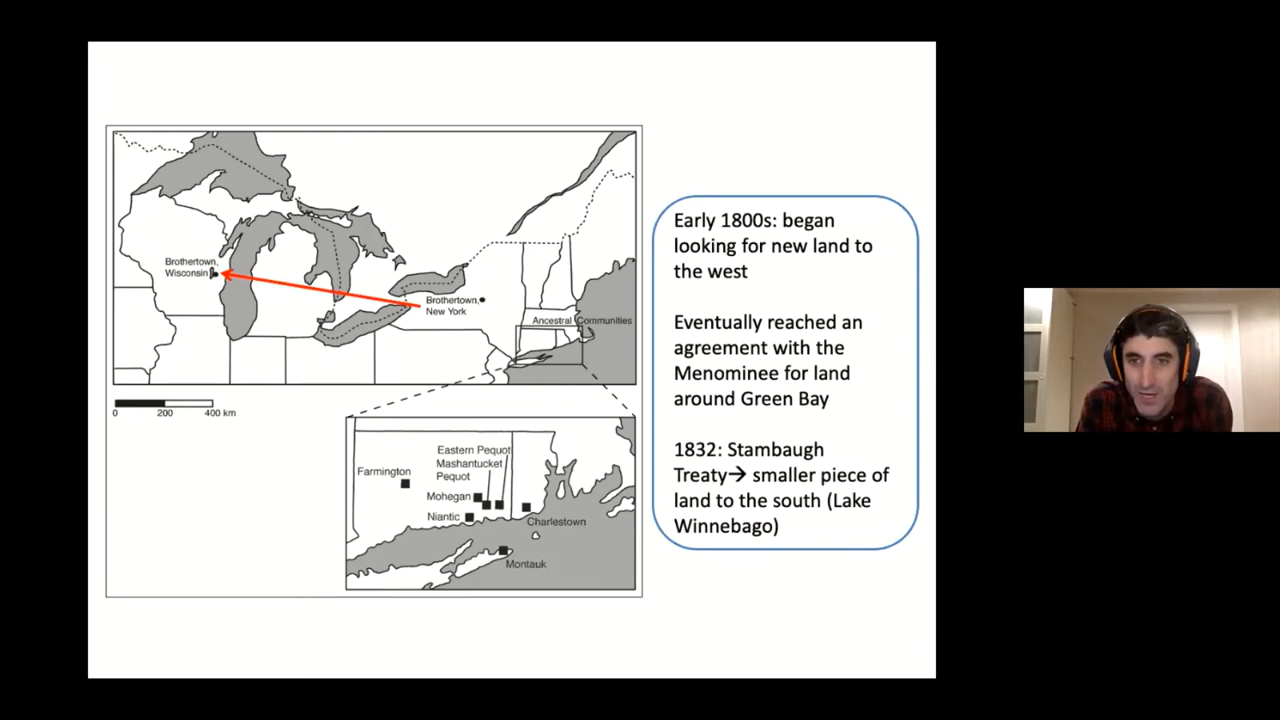 Brothertown,
Wisconsin
Brothertown,
New York
Ancestral Communities
0 200 400 km
Eastern Pequot
Mashantucket
Pequot
Farmington
Mohegan
Niantic
Charlestown
Montauk
Early 1800s: began
looking for new land to
the west
Eventually reached an
agreement with the
Menominee for land
around Green Bay
1832: Stambaugh
Treaty→ smaller piece of
land to the south (Lake
Winnebago)